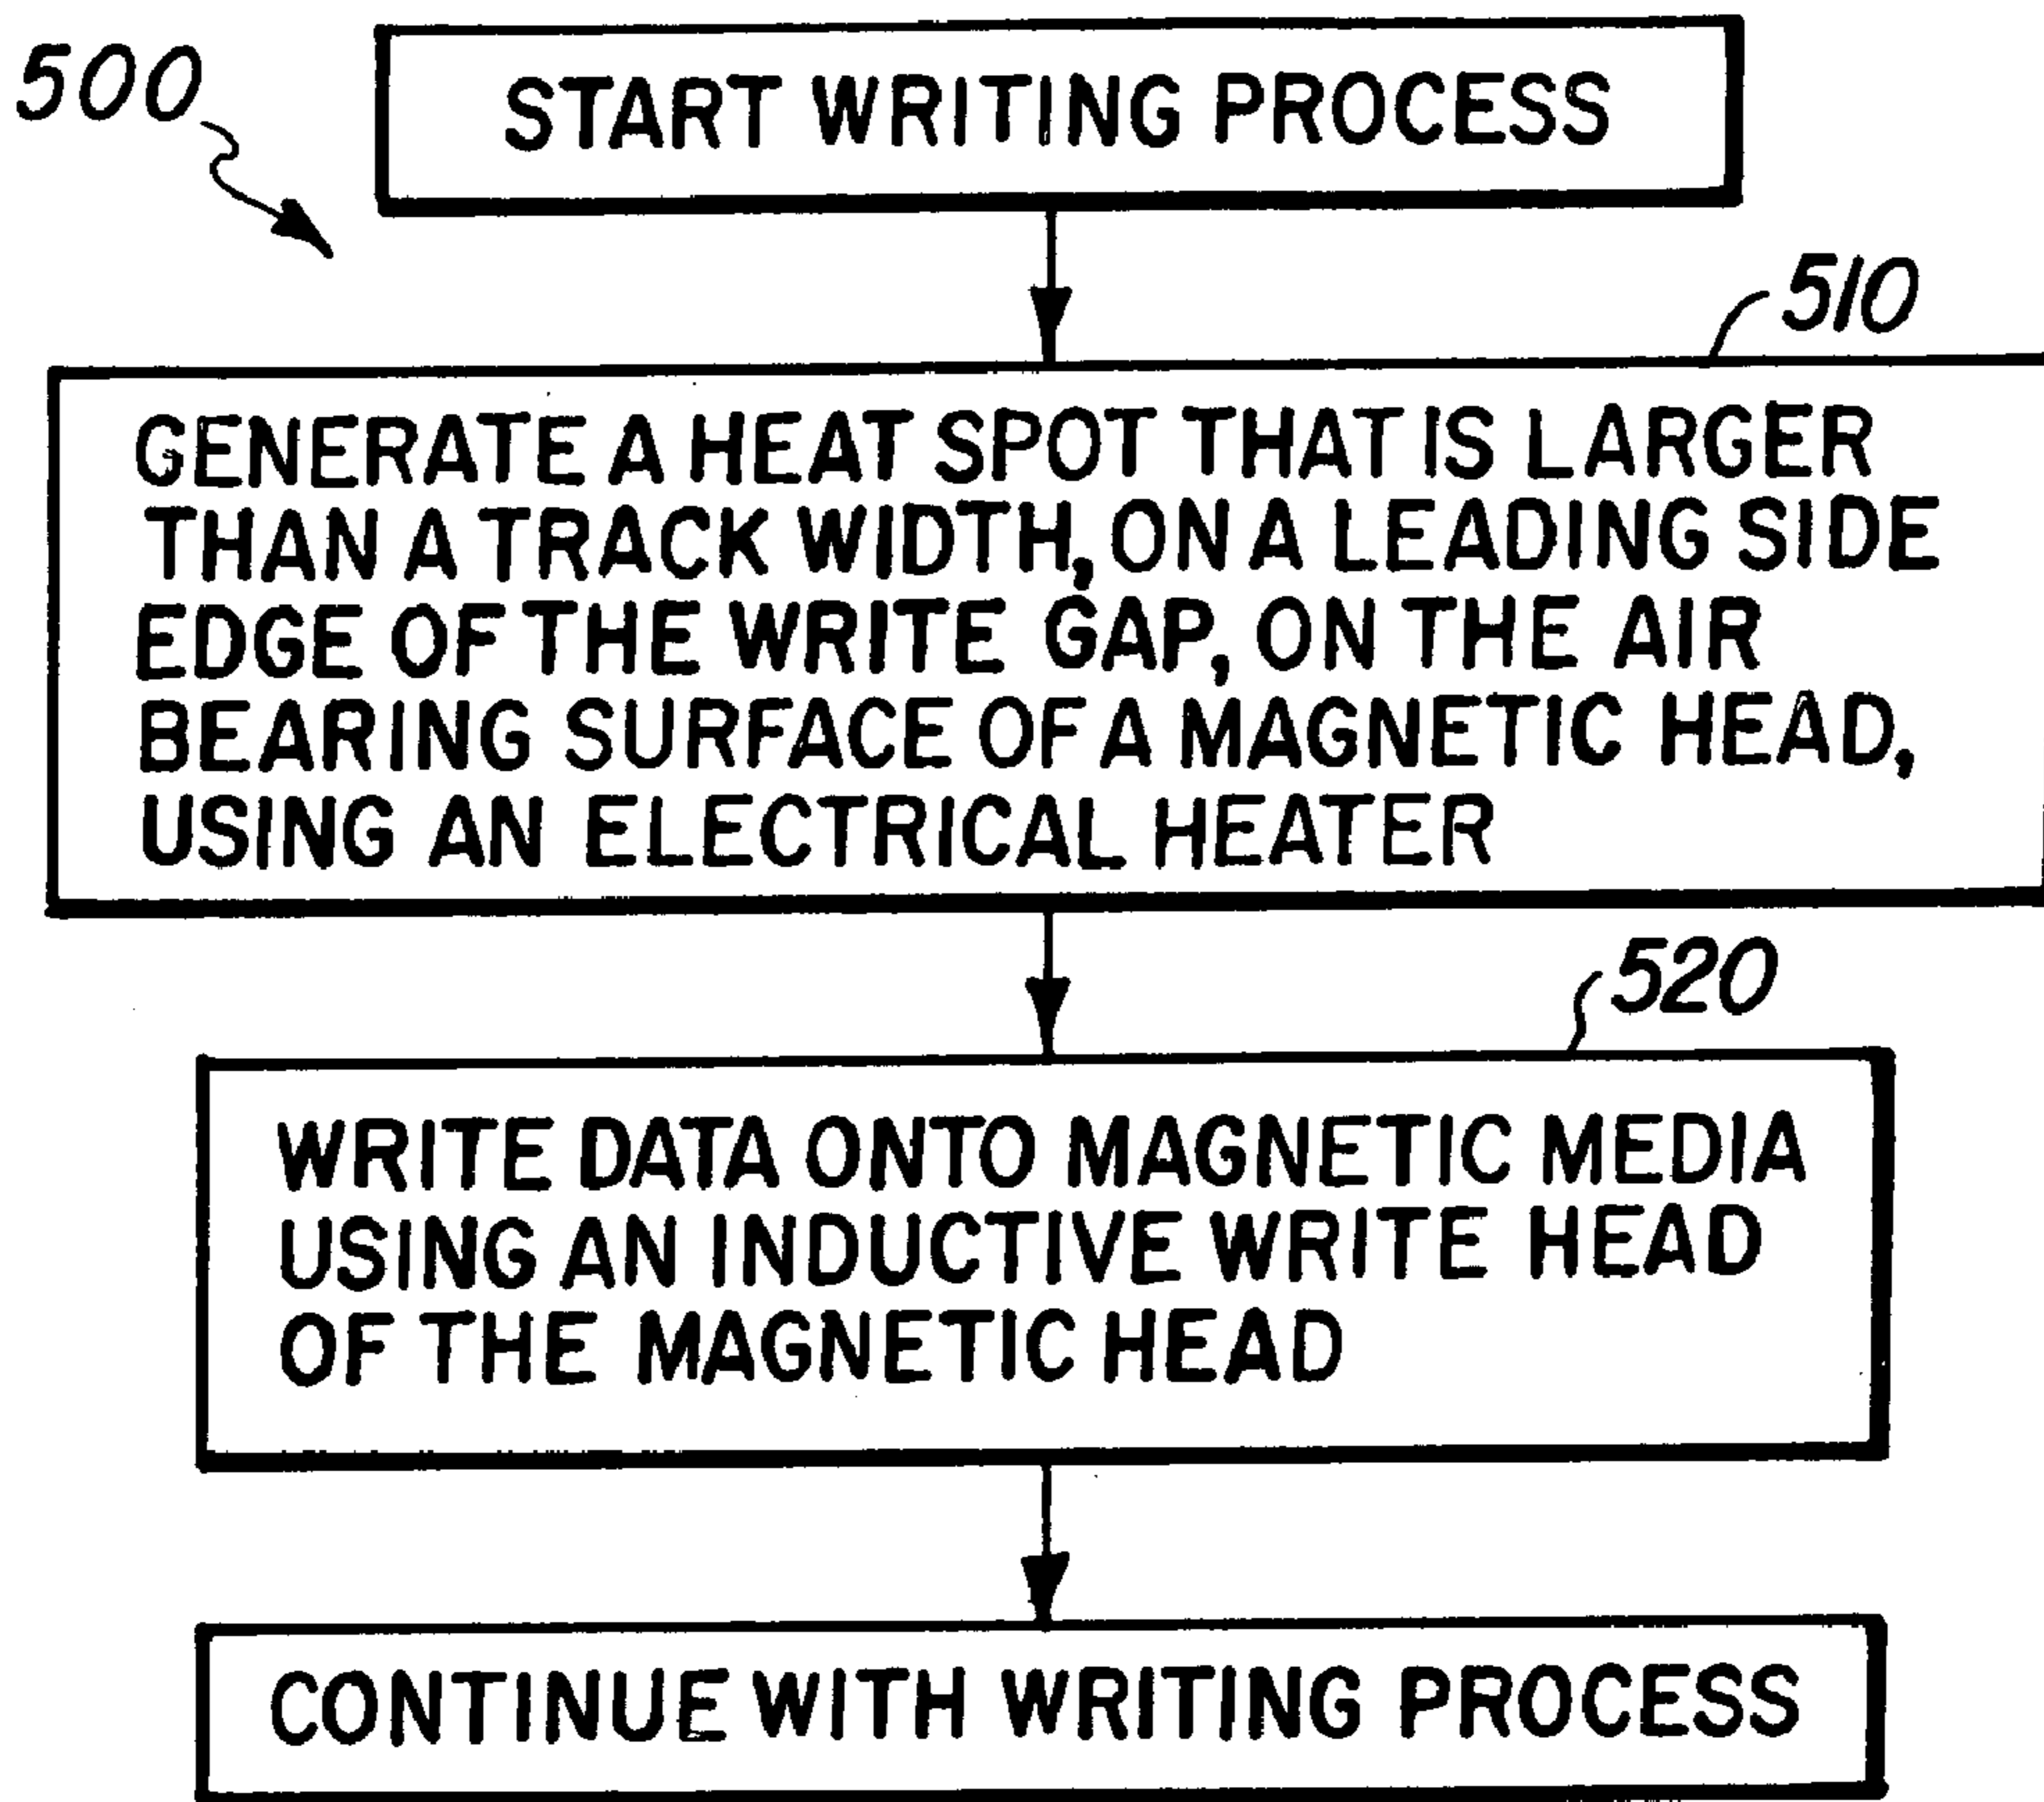 500
START WRITING PROCESS
510
GENERATE A HEAT SPOT THAT IS LARGER
THAN A TRACK WIDTH, ON A LEADING SIDE
EDGE OF THE WRITE GAP, ON THE AIR
BEARING SURFACE OF A MAGNETIC HEAD,
USING AN ELECTRICAL HEATER
520
WRITE DATA ONTO MAGNETIC MEDIA
USING AN INDUCTIVE WRITE HEAD
OF THE MAGNETIC HEAD
CONTINUE WITH WRITING PROCESS